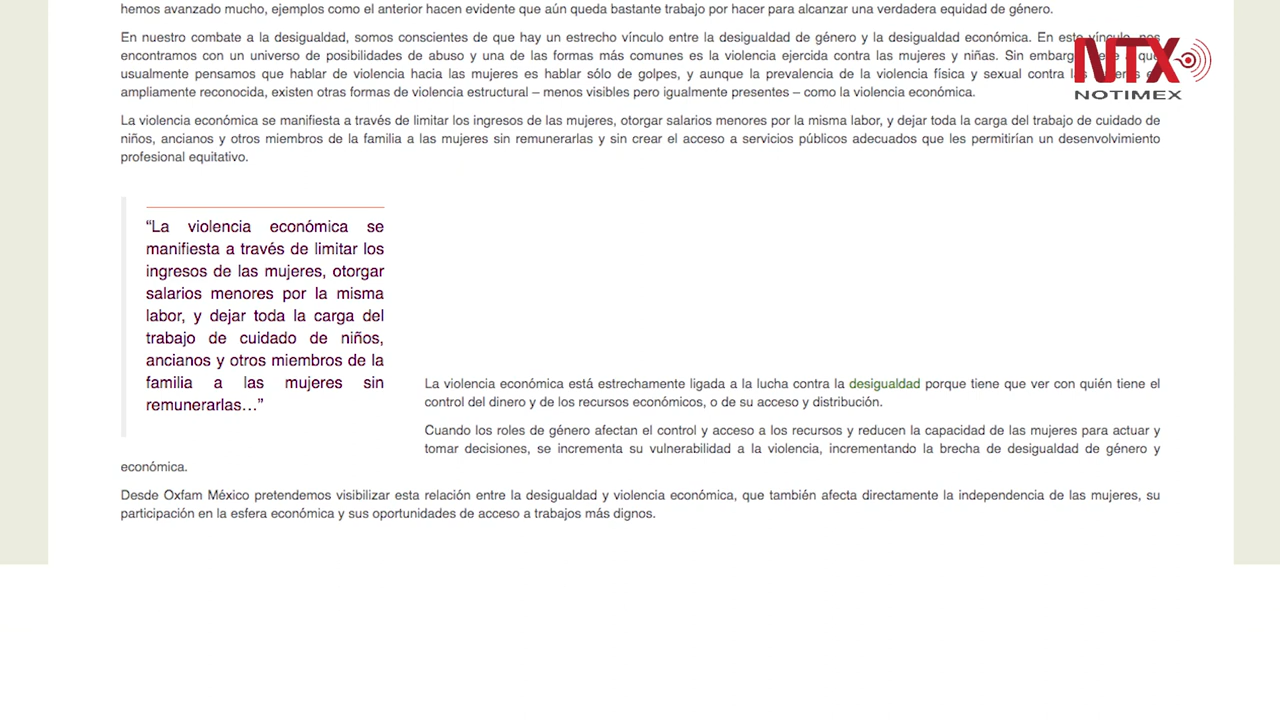 hemos avanzado mucho, ejemplos como el anterior hacen evidente que aún queda bastante trabajo por hacer para alcanzar una verdadera equidad de género.
En nuestro combate a la desigualdad, somos conscientes de que hay un estrecho vínculo entre la desigualdad de género y la desigualdad económica. En este vínculo, nos
encontramos con un universo de posibilidades de abuso y una de las formas más comunes es la violencia ejercida contra las mujeres y niñas. Sin embargo
usualmente pensamos que hablar de violencia hacia las mujeres es hablar sólo de golpes, y aunque la prevalencia de la violencia física y sexual contra
ampliamente reconocida, existen otras formas de violencia estructural – menos visibles pero igualmente presentes – como la violencia económica.
NTX
NOTIMEX
La violencia económica se manifiesta a través de limitar los ingresos de las mujeres, otorgar salarios menores por la misma labor, y dejar toda la carga del trabajo de cuidado de
niños, ancianos y otros miembros de la familia a las mujeres sin remunerarlas y sin crear el acceso a servicios públicos adecuados que les permitirían un desenvolvimiento
profesional equitativo.
“La violencia económica se
manifiesta a través de limitar los
ingresos de las mujeres, otorgar
salarios menores por la misma
labor, y dejar toda la carga del
trabajo de cuidado de niños,
ancianos y otros miembros de la
familia a las mujeres sin
remunerarlas…”
La violencia económica está estrechamente ligada a la lucha contra la desigualdad porque tiene que ver con quién tiene el
control del dinero y de los recursos económicos, o de su acceso y distribución.
Cuando los roles de género afectan el control y acceso a los recursos y reducen la capacidad de las mujeres para actuar y
tomar decisiones, se incrementa su vulnerabilidad a la violencia, incrementando la brecha de desigualdad de género y
económica.
Desde Oxfam México pretendemos visibilizar esta relación entre la desigualdad y violencia económica, que también afecta directamente la independencia de las mujeres, su
participación en la esfera económica y sus oportunidades de acceso a trabajos más dignos.